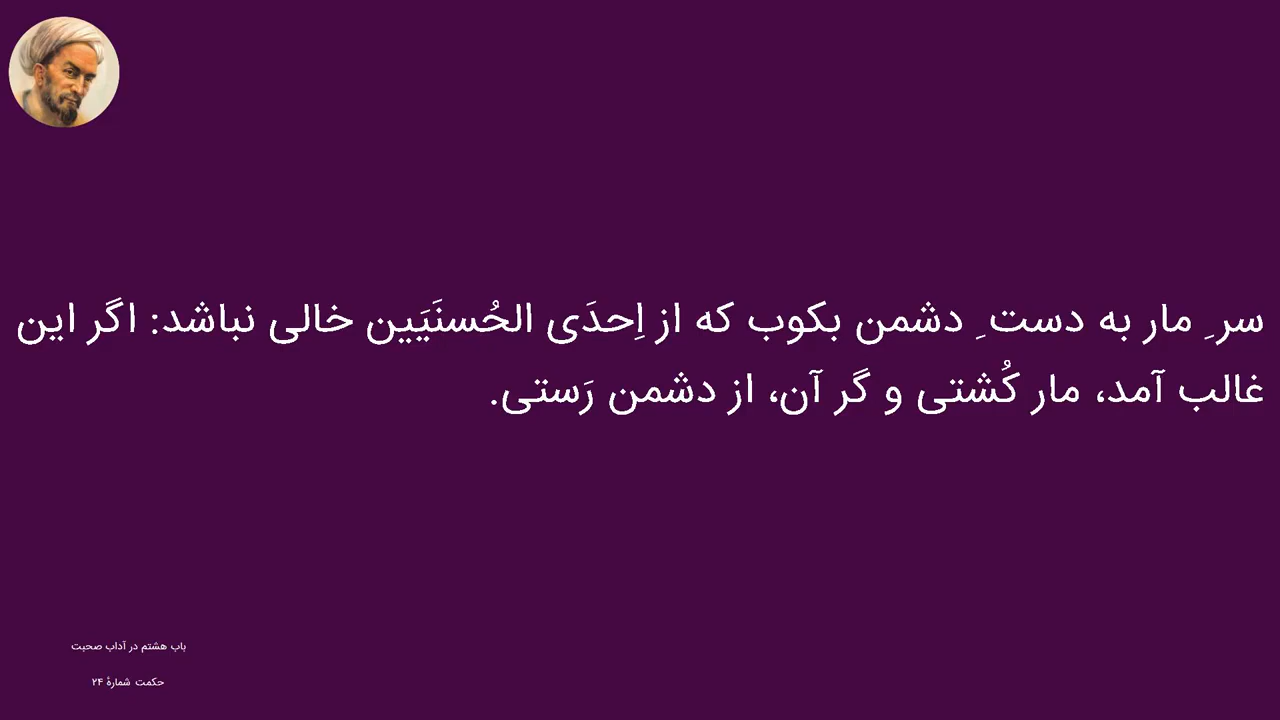 سرِ مار به دستِ دشمن بکوب که از اِحدَی الحُسنَیَین خالی نباشد: اگر این
غالب آمد، مار کُشتی و گر آن، از دشمن رَستی.
باب هشتم در آداب صحبت
حکمت شمارهٔ ۲۴